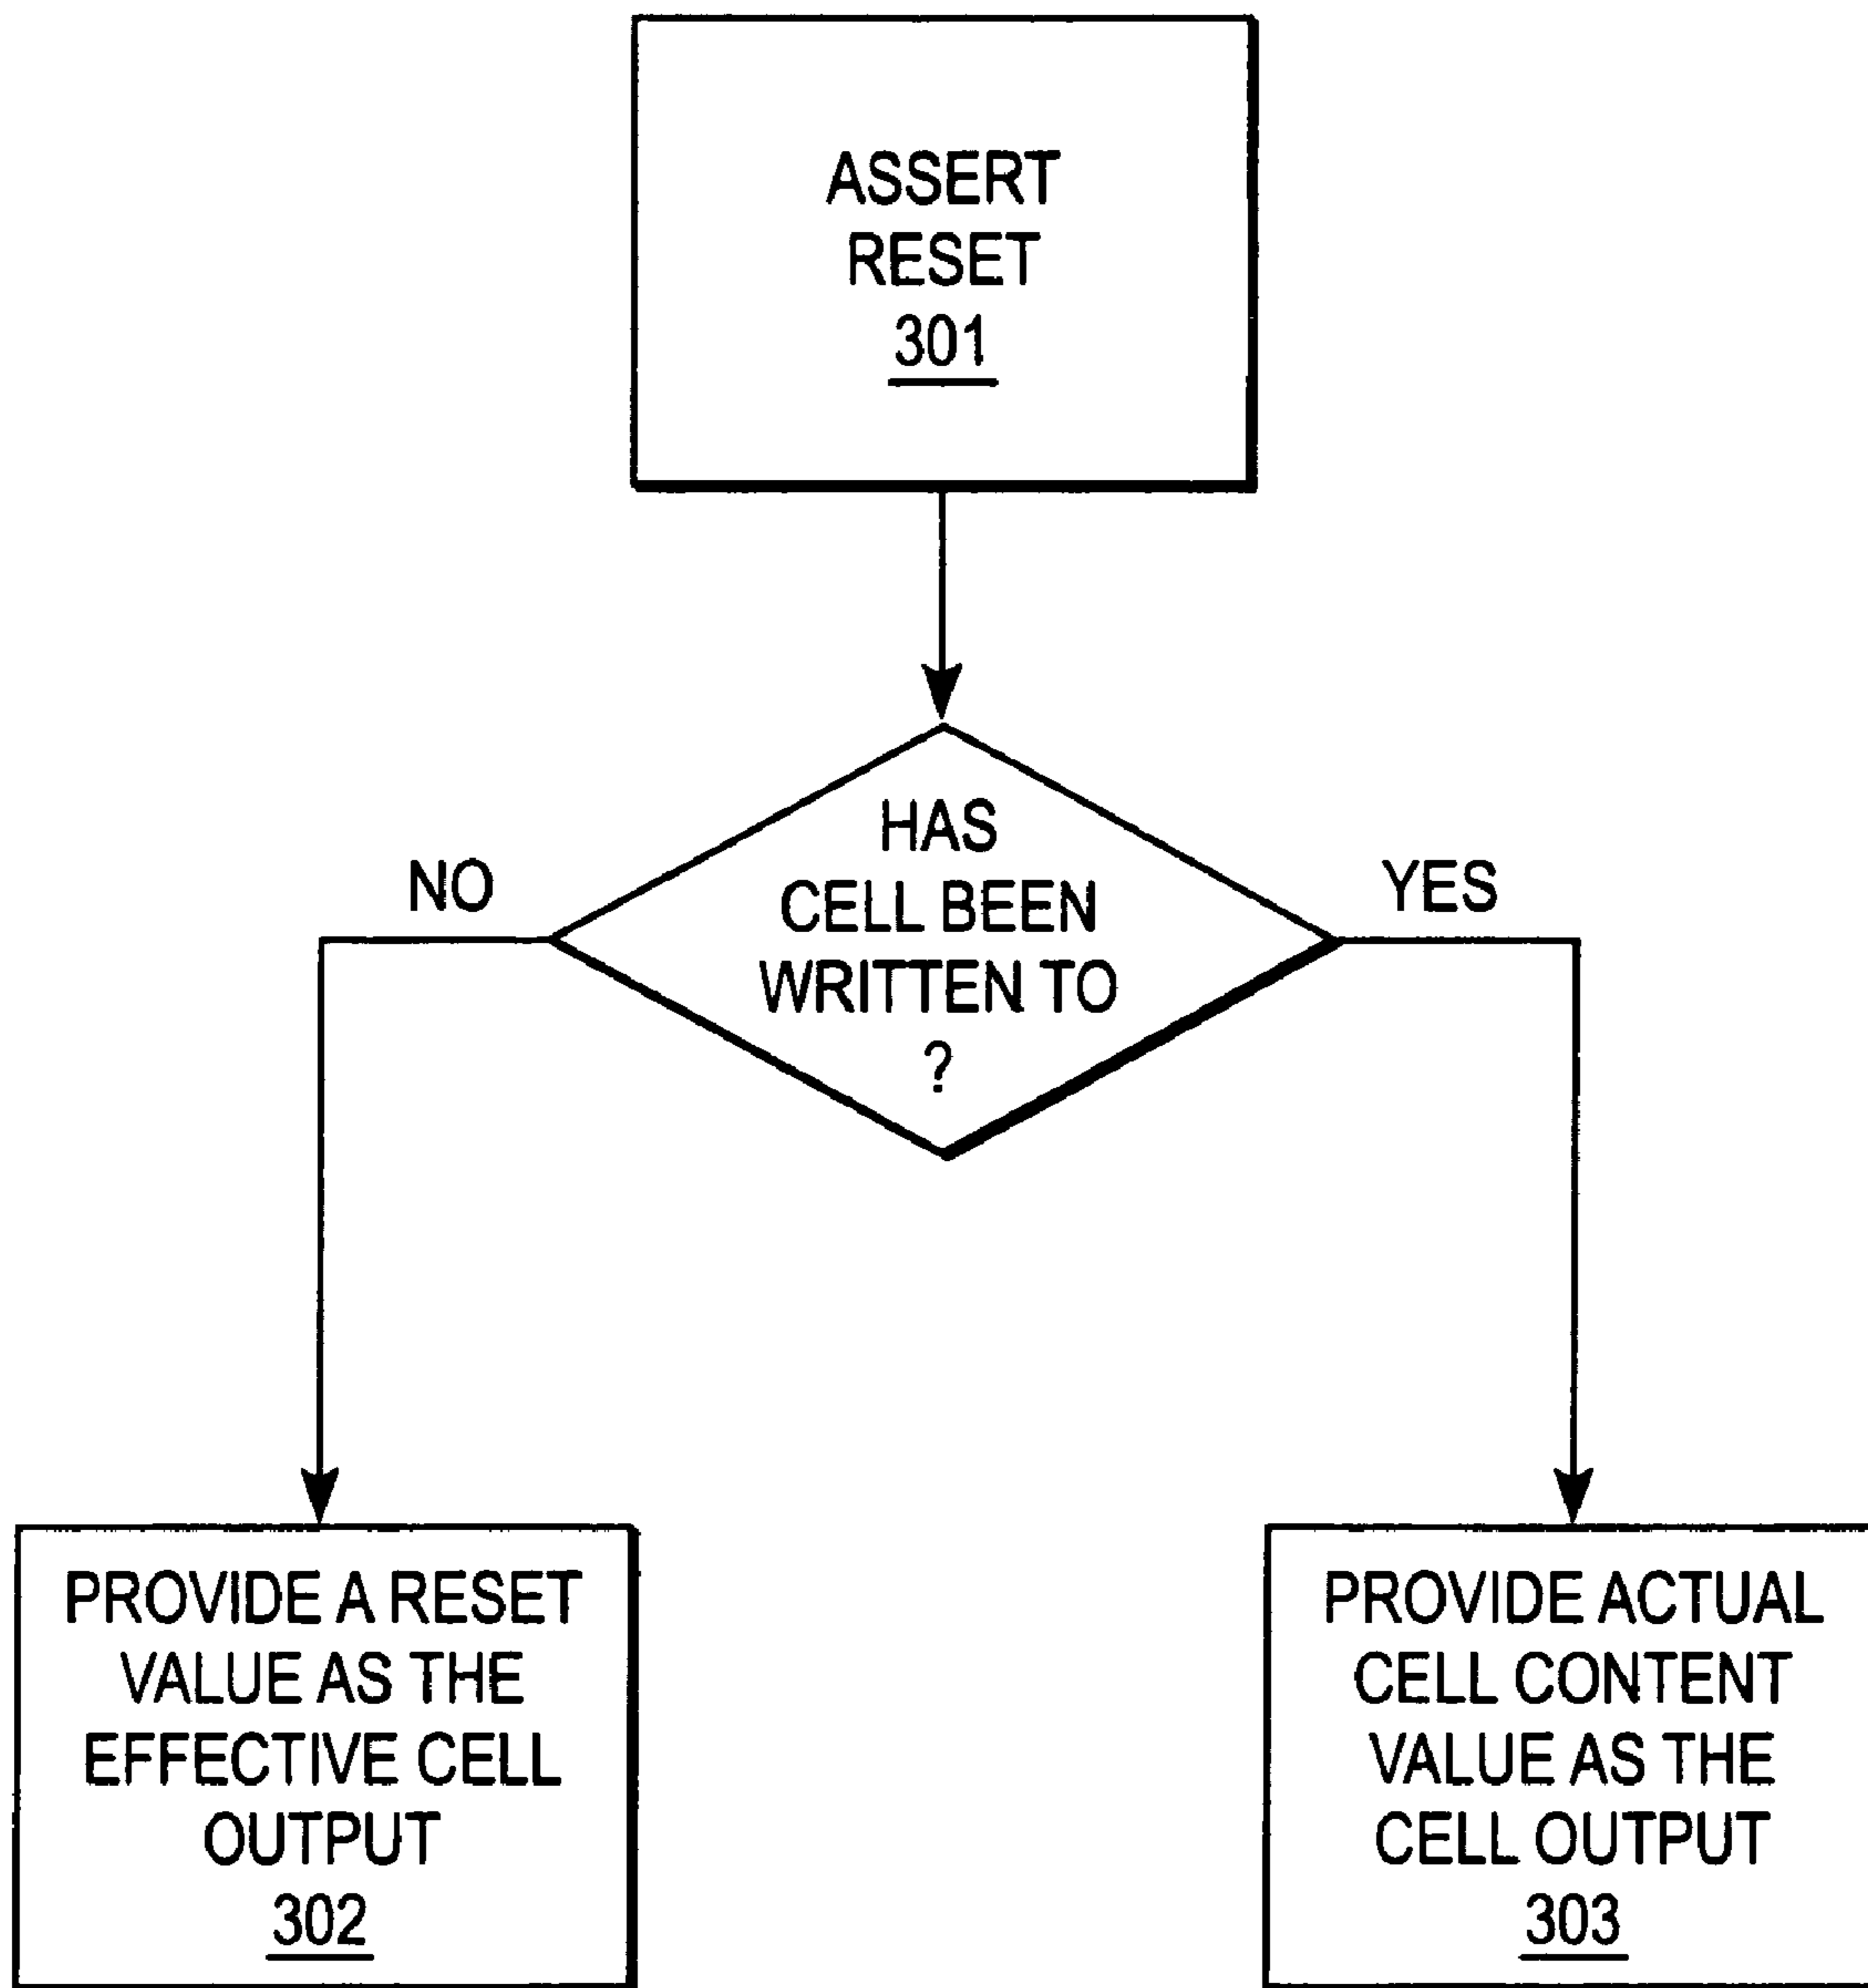 ASSERT
RESET
301
HAS
CELL BEEN
WRITTEN TO
?
NO
YES
PROVIDE A RESET
VALUE AS THE
EFFECTIVE CELL
OUTPUT
302
PROVIDE ACTUAL
CELL CONTENT
VALUE AS THE
CELL OUTPUT
303